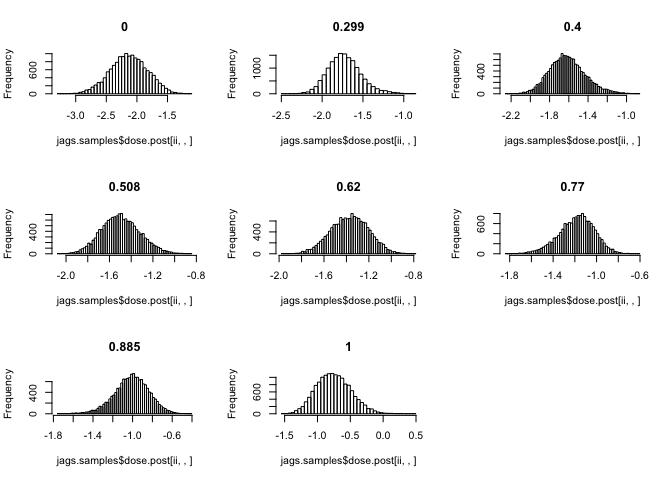 0
0.299
0.4
Frequency
0 600
Frequency
0 1000
Frequency
0 400
-3.0 -2.5 -2.0 -1.5
-2.5 -2.0 -1.5 -1.0
-2.2 -1.8 -1.4 -1.0
jags.samples$dose.post[ii, , ]
jags.samples$dose.post[ii, , ]
jags.samples$dose.post[ii, , ]
0.508
0.62
0.77
Frequency
0 400
Frequency
0 400
Frequency
0 600
-2.0 -1.6 -1.2 -0.8
-2.0 -1.6 -1.2 -0.8
-1.8 -1.4 -1.0 -0.6
jags.samples$dose.post[ii, , ]
jags.samples$dose.post[ii, , ]
jags.samples$dose.post[ii, , ]
0.885
1
Frequency
0 400
Frequency
0 600
-1.8 -1.4 -1.0 -0.6
-1.5 -1.0 -0.5 0.0 0.5
jags.samples$dose.post[ii, , ]
jags.samples$dose.post[ii, , ]